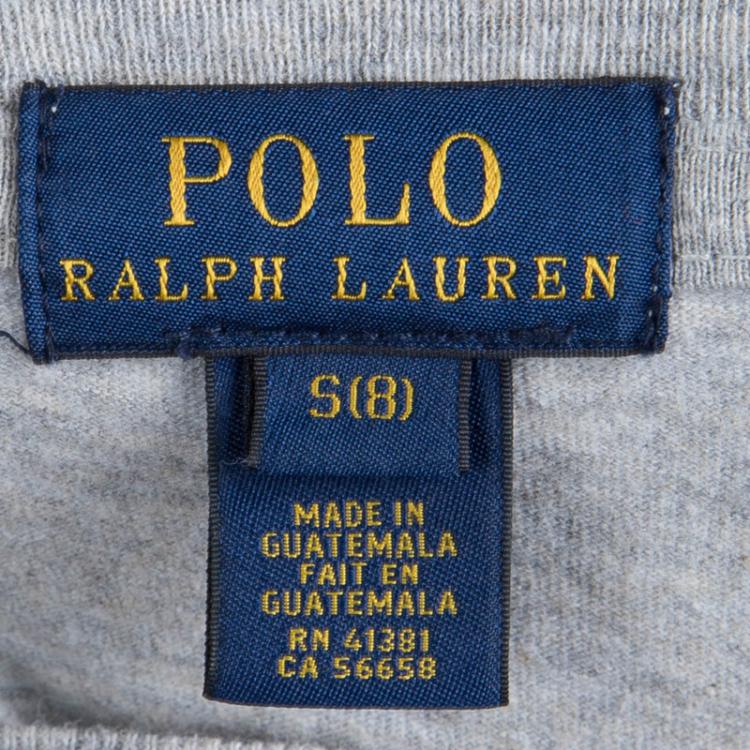 POLO
RALPH LAUREN
S(8)
MADE IN
GUATEMALA
FAIT EN
GUATEMALA
RN 41381
CA 56658